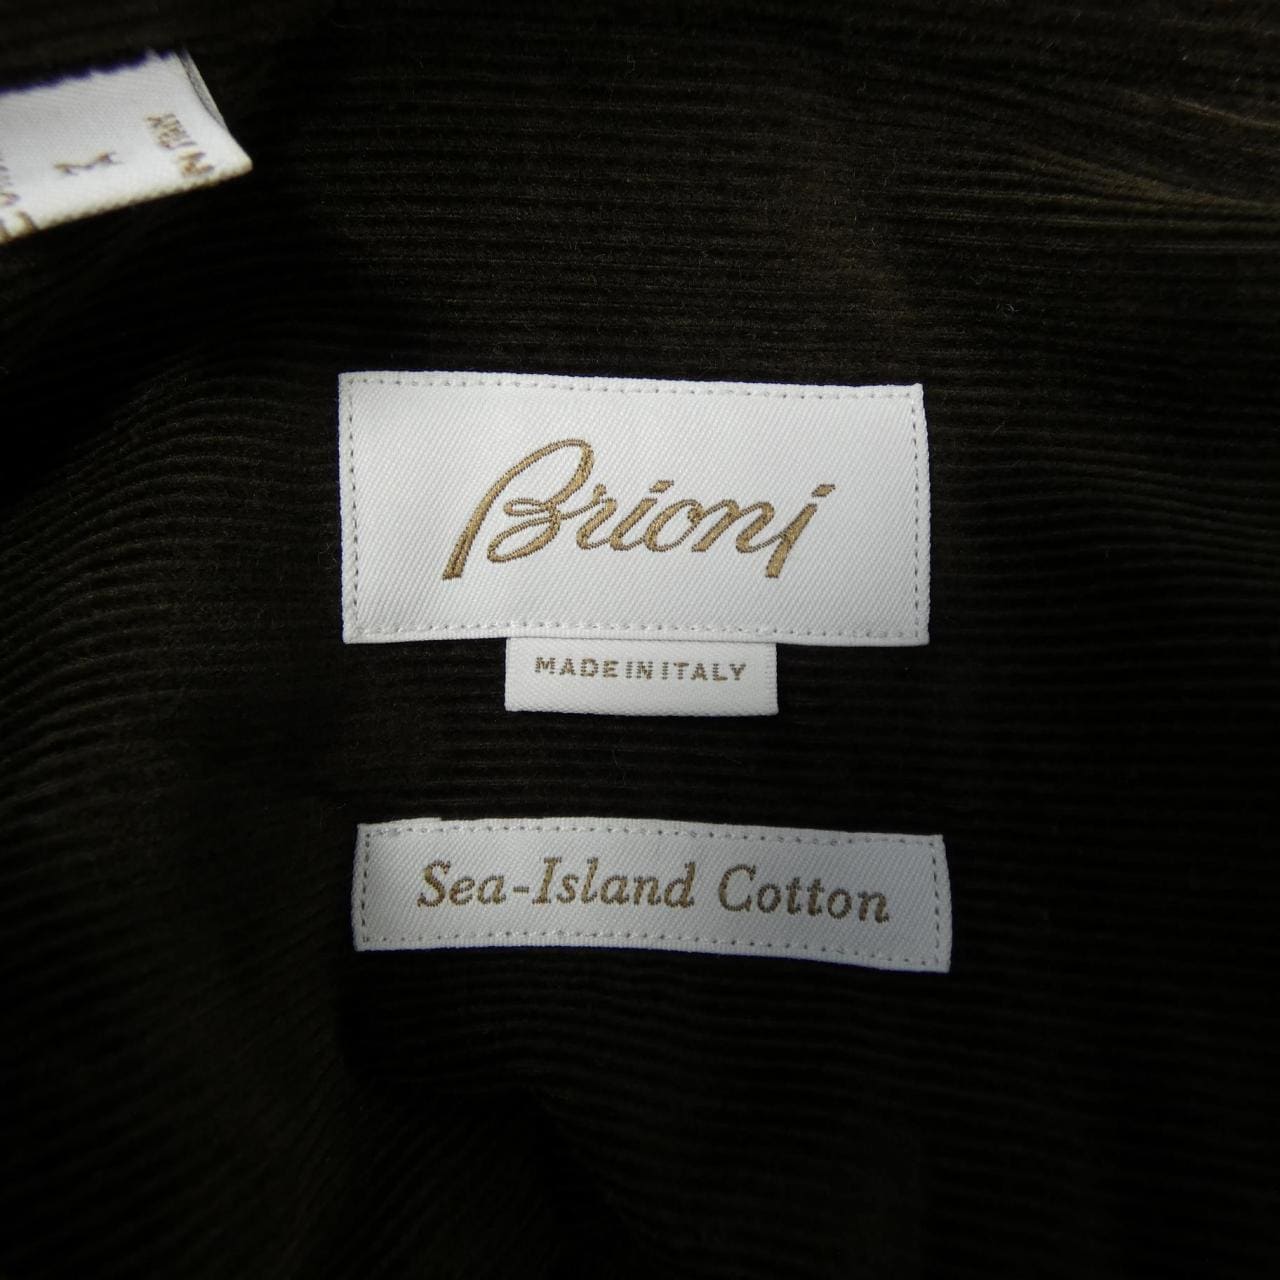 Brioni
MADE IN ITALY
Sea-Island Cotton